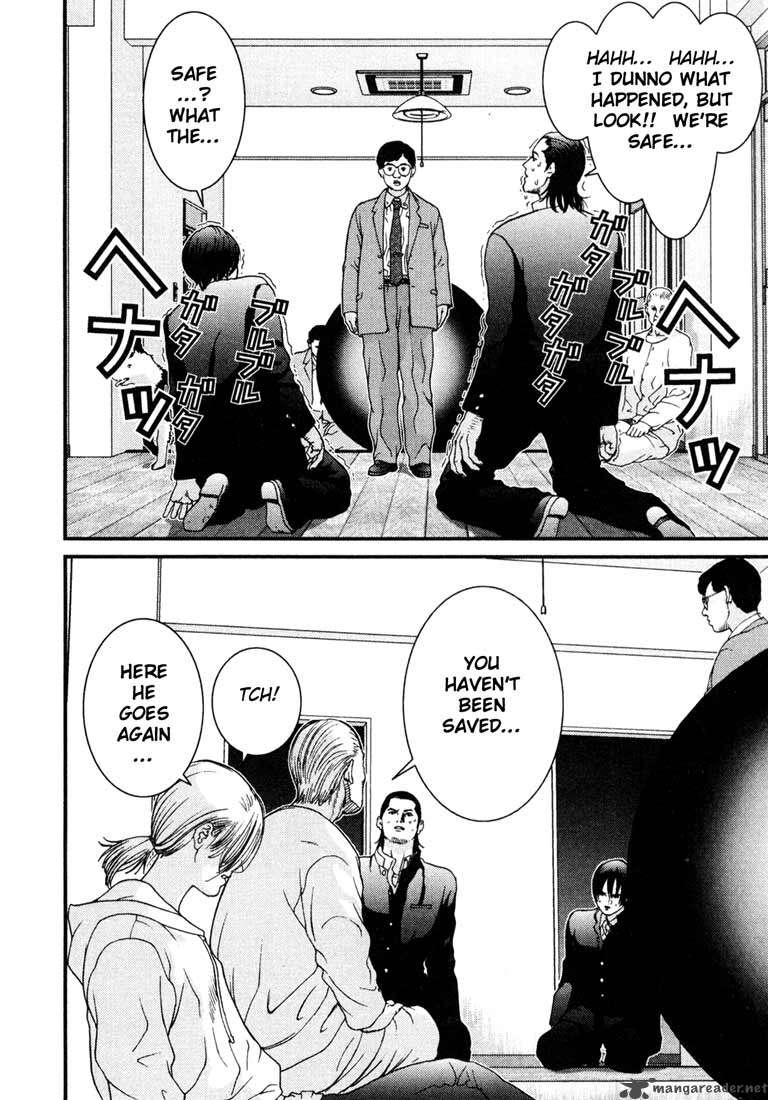 HAHH... HAHH...
I DUNNO WHAT
HAPPENED, BUT
LOOK!! WE'RE
SAFE...
SAFE
...?
WHAT
THE...
ヘナッ
ガタガタ
ブルブル
ガタガタ
ブルブル
ヘナッ
YOU
HAVEN'T
BEEN
SAVED...
TCH!
HERE
HE
GOES
AGAIN
...
mangareader.net